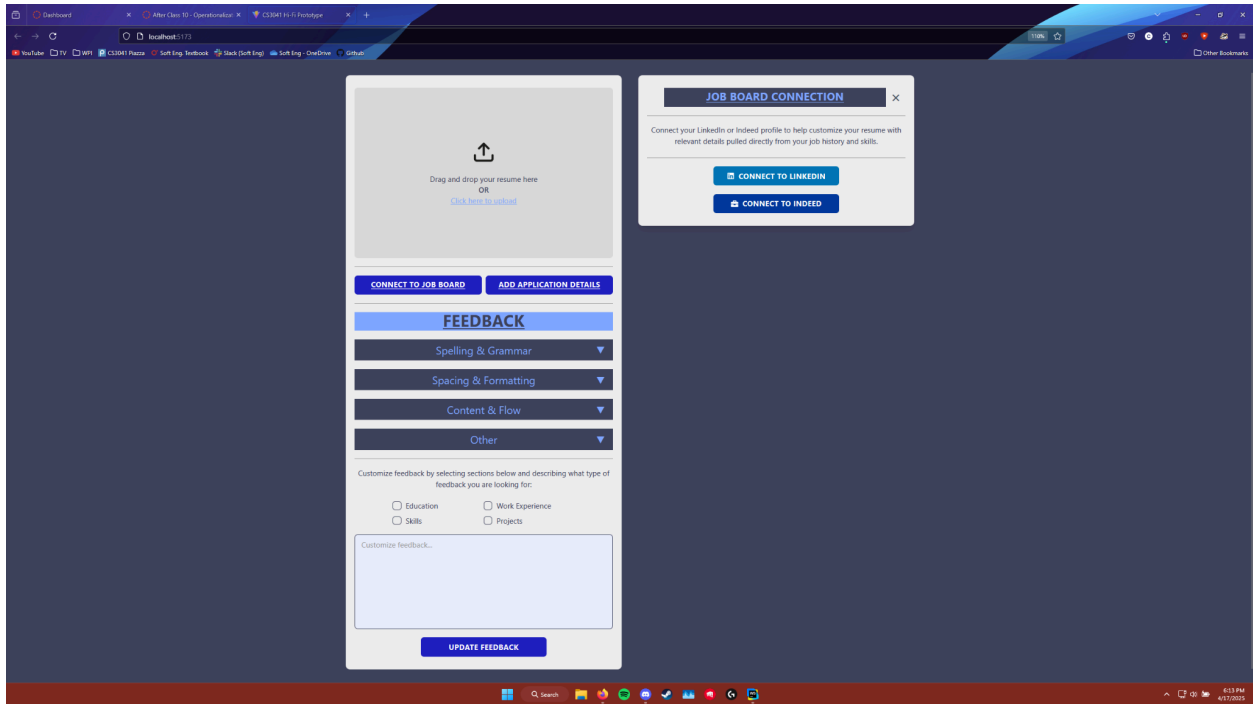 Dashboard
After Class 10 - Operationalizat
CS3041 Hi-Fi Prototype
localhost:5173
110%
YouTube
TV
WPI
CS3041 Piazza
Soft Eng. Textbook
Slack (Soft Eng)
Soft Eng - OneDrive
Github
Other Bookmarks
Drag and drop your resume here
OR
Click here to upload
CONNECT TO JOB BOARD
ADD APPLICATION DETAILS
FEEDBACK
Spelling & Grammar
Spacing & Formatting
Content & Flow
Other
Customize feedback by selecting sections below and describing what type of
feedback you are looking for:
Education
Work Experience
Skills
Projects
Customize feedback...
UPDATE FEEDBACK
JOB BOARD CONNECTION
Connect your LinkedIn or Indeed profile to help customize your resume with
relevant details pulled directly from your job history and skills.
CONNECT TO LINKEDIN
CONNECT TO INDEED
Search
6:13 PM
4/17/2025